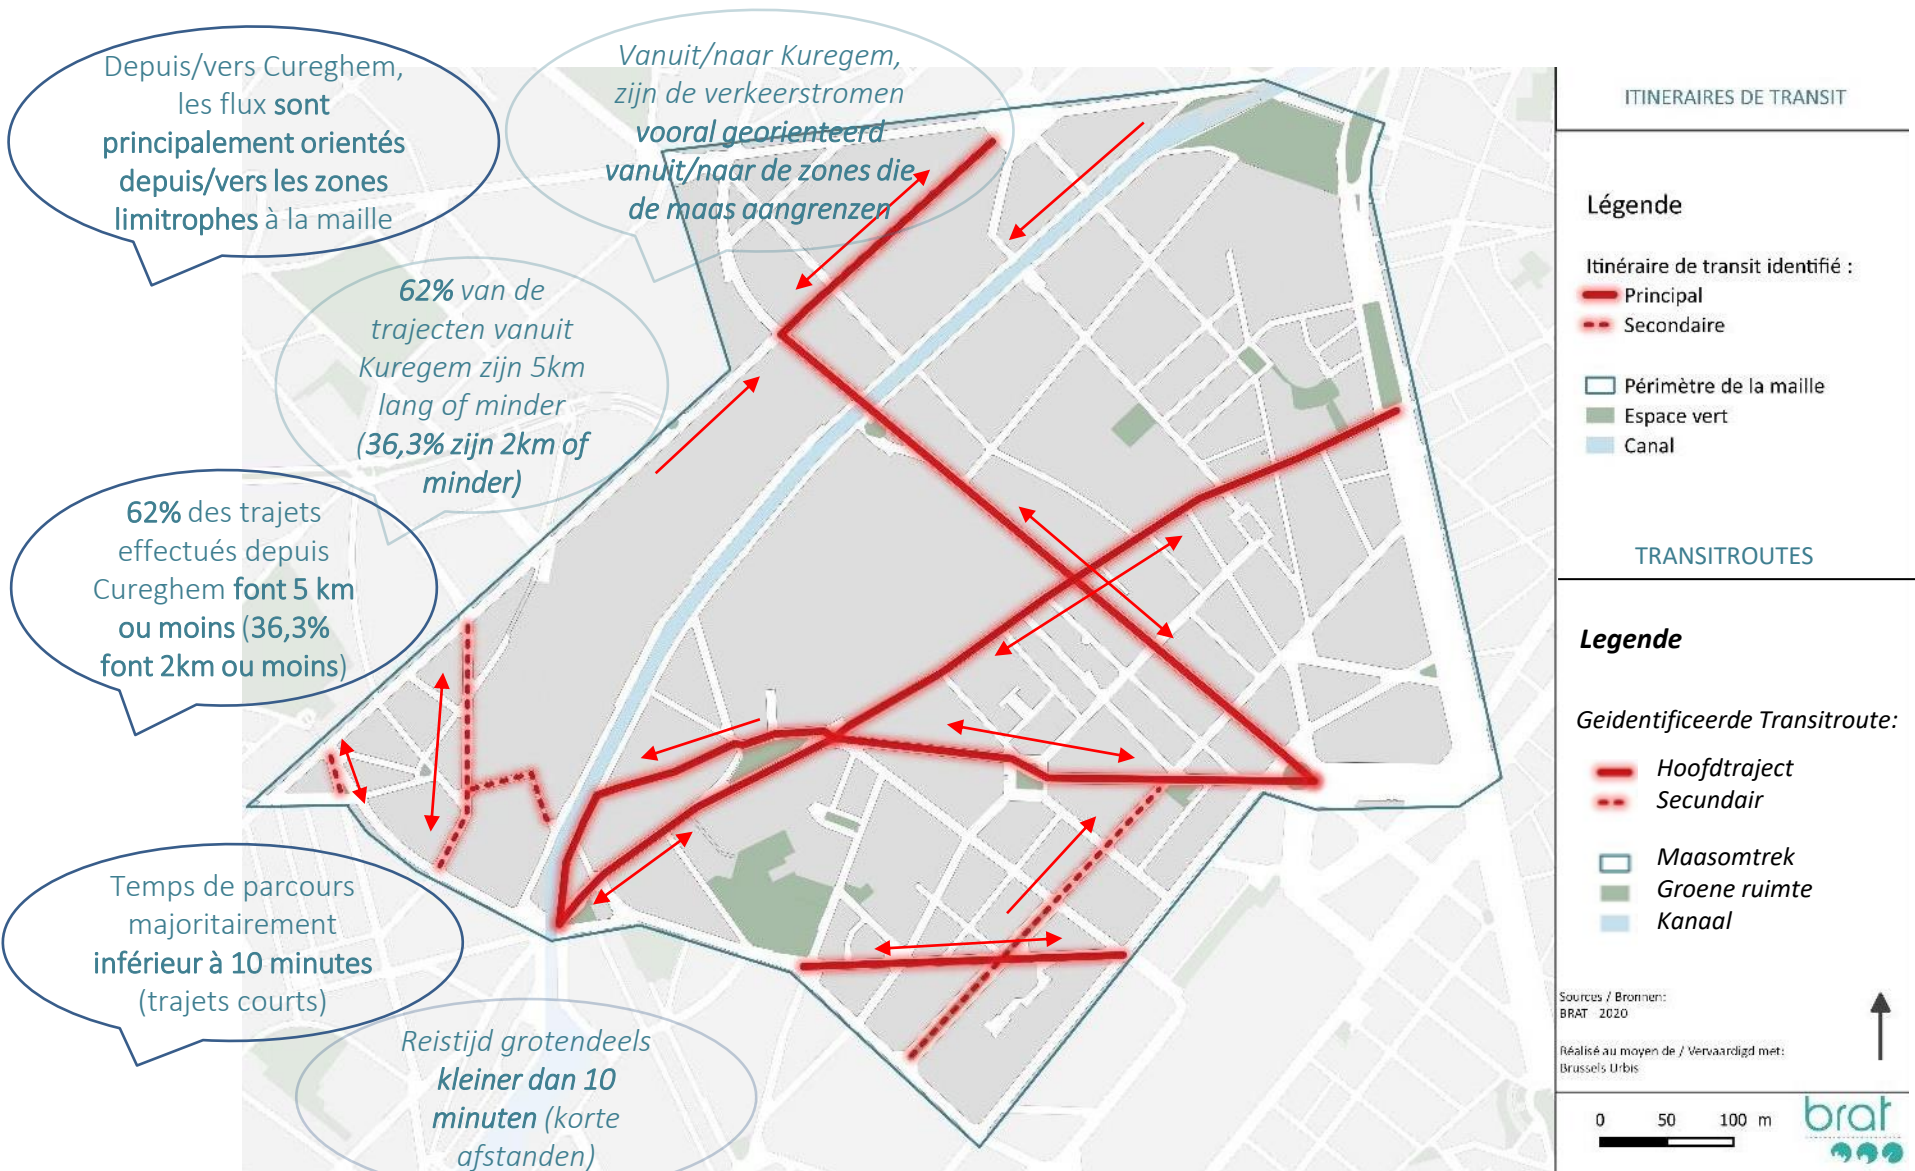 Depuis/vers Cureghem,
les flux sont
principalement orientés
depuis/vers les zones
limitrophes à la maille
Vanuit/naar Kuregem,
zijn de verkeerstromen
vooral georienteerd
vanuit/naar de zones die
de maas aangrenzen
62% van de
trajecten vanuit
Kuregem zijn 5km
lang of minder
(36,3% zijn 2km of
minder)
62% des trajets
effectués depuis
Cureghem font 5 km
ou moins (36,3%
font 2km ou moins)
Temps de parcours
majoritairement
inférieur à 10 minutes
(trajets courts)
Reistijd grotendeels
kleiner dan 10
minuten (korte
afstanden)
ITINERAIRES DE TRANSIT
Légende
Itinéraire de transit identifié :
Principal
Secondaire
Périmètre de la maille
Espace vert
Canal
TRANSITROUTES
Legende
Geidentificeerde Transitroute:
Hoofdtraject
Secundair
Maasomtrek
Groene ruimte
Kanaal
Sources / Bronnen:
BRAT 2020
Réalisé au moyen de / Vervaardigd met:
Brussels Urbis
0 50 100 m
brat